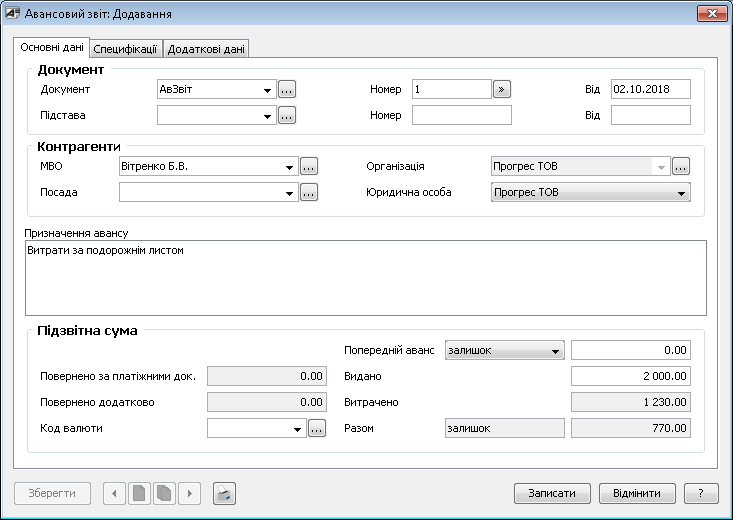 Авансовий звіт: Додавання
Основні дані Специфікації Додаткові дані
Документ
Документ АвЗвіт ... Номер 1 » Від 02.10.2018
Підстава ... Номер Від
Контрагенти
МВО Вітренко Б.В. ... Організація Прогрес ТОВ ...
Посада ... Юридична особа Прогрес ТОВ
Призначення авансу
Витрати за подорожнім листом
Підзвітна сума
Попередній аванс залишок 0.00
Повернено за платіжними док. 0.00 Видано 2 000.00
Повернено додатково 0.00 Витрачено 1 230.00
Код валюти ... Разом залишок 770.00
Зберегти Записати Відмінити ?